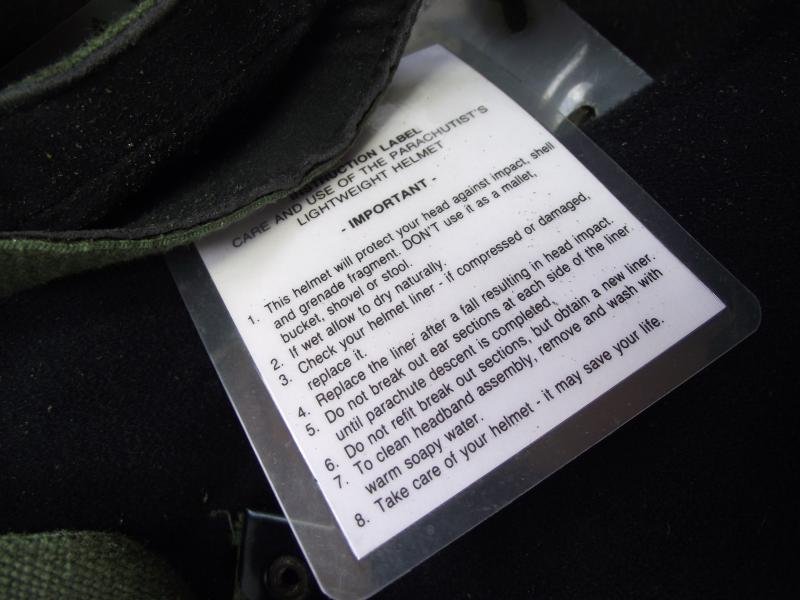 INSTRUCTION LABEL
CARE AND USE OF THE PARACHUTIST'S
LIGHTWEIGHT HELMET
- IMPORTANT -
1. This helmet will protect your head against impact, shell
and grenade fragment. DON'T use it as a mallet,
bucket, shovel or stool.
2. If wet allow to dry naturally.
3. Check your helmet liner - if compressed or damaged,
replace it.
4. Replace the liner after a fall resulting in head impact.
5. Do not break out ear sections at each side of the liner
until parachute descent is completed.
6. Do not refit break out sections, but obtain a new liner.
7. To clean headband assembly, remove and wash with
warm soapy water.
8. Take care of your helmet - it may save your life.